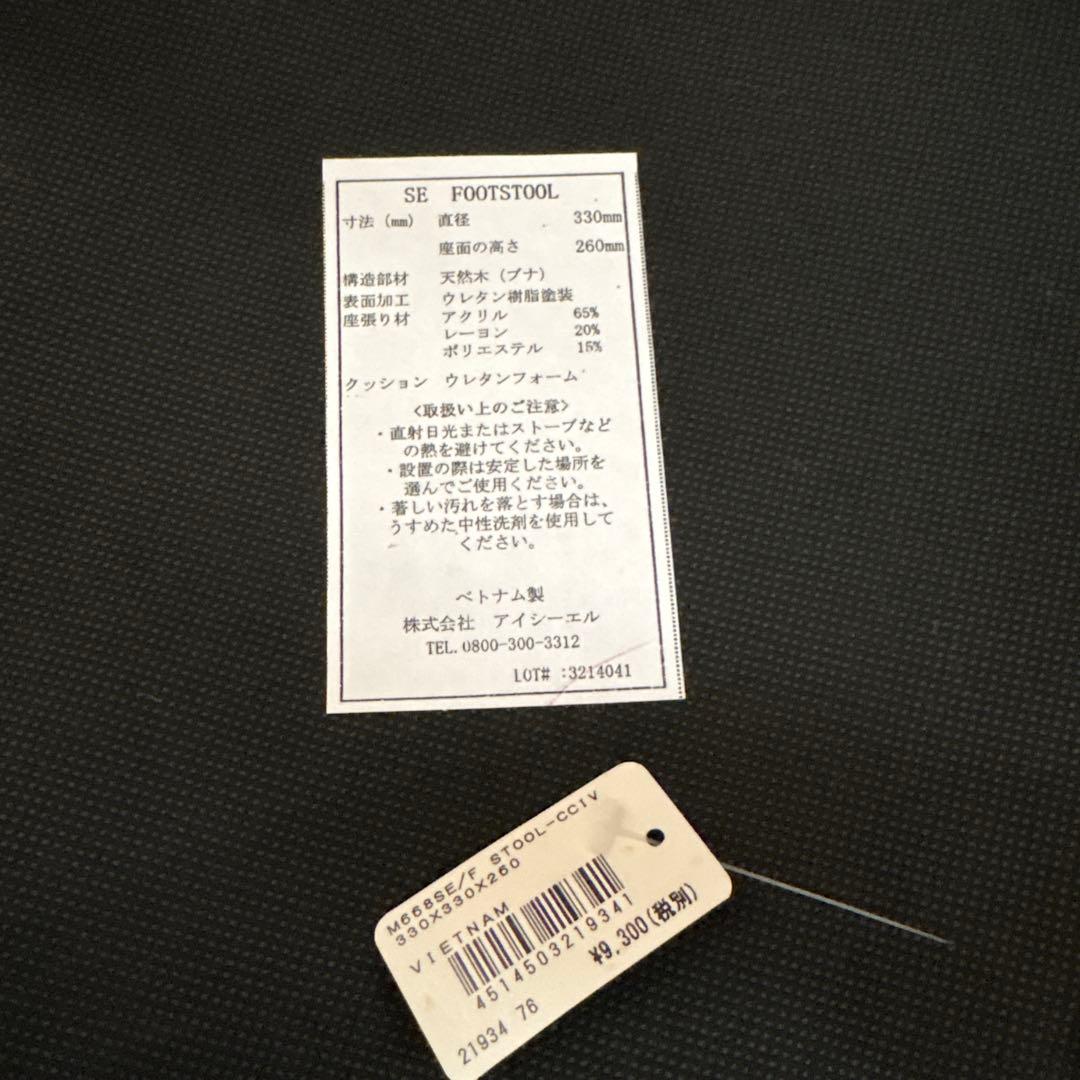 SE FOOTSTOOL
寸法 (mm) 直径 330mm
座面の高さ 260mm
構造部材 天然木 (ブナ)
表面加工 ウレタン樹脂塗装
座張り材 アクリル 65%
レーヨン 20%
ポリエステル 15%
クッション ウレタンフォーム
<取扱い上のご注意>
・直射日光またはストーブなど
の熱を避けてください。
・設置の際は安定した場所を
選んでご使用ください。
・著しい汚れを落とす場合は、
うすめた中性洗剤を使用して
ください。
ベトナム製
株式会社 アイシーエル
TEL.0800-300-3312
LOT# :3214041
M668SE/F STOOL-CCIV
330X330X260
VIETNAM
4514503219341
¥9,300(税別)
21934 76